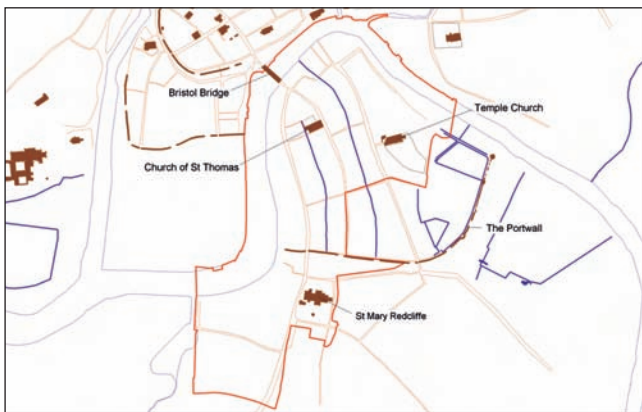 Bristol Bridge
Temple Church
Church of St Thomas
The Portwall
St Mary Redcliffe